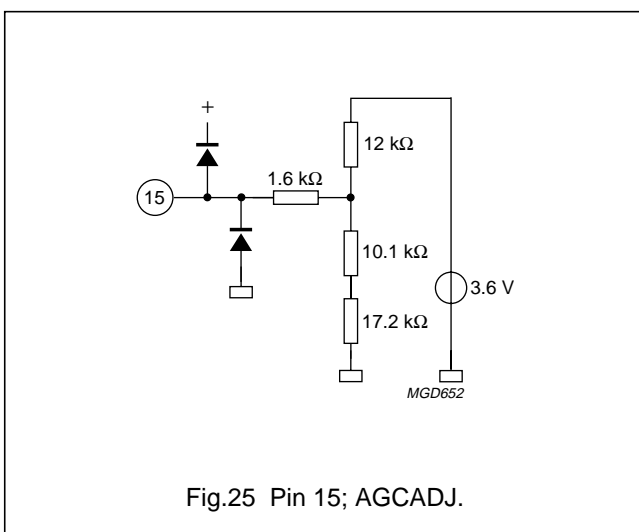 +
12 kΩ
1.6 kΩ
15
10.1 kΩ
3.6 V
17.2 kΩ
MGD652
Fig.25 Pin 15; AGCADJ.